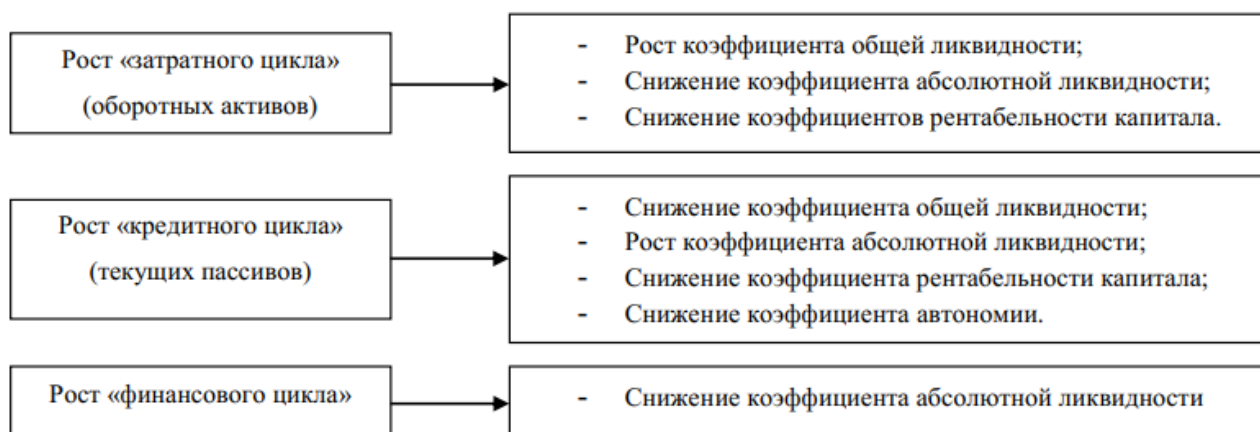 Рост «затратного цикла»
(оборотных активов)
- Рост коэффициента общей ликвидности;
- Снижение коэффициента абсолютной ликвидности;
- Снижение коэффициентов рентабельности капитала.
Рост «кредитного цикла»
(текущих пассивов)
- Снижение коэффициента общей ликвидности;
- Рост коэффициента абсолютной ликвидности;
- Снижение коэффициента рентабельности капитала;
- Снижение коэффициента автономии.
Рост «финансового цикла»
- Снижение коэффициента абсолютной ликвидности